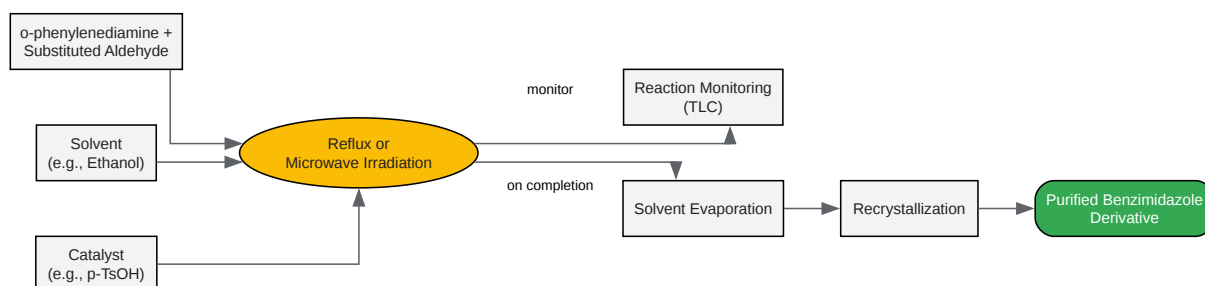 o-phenylenediamine +
Substituted Aldehyde
Solvent
(e.g., Ethanol)
Catalyst
(e.g., p-TsOH)
Reflux or
Microwave Irradiation
monitor
on completion
Reaction Monitoring
(TLC)
Solvent Evaporation
Recrystallization
Purified Benzimidazole
Derivative